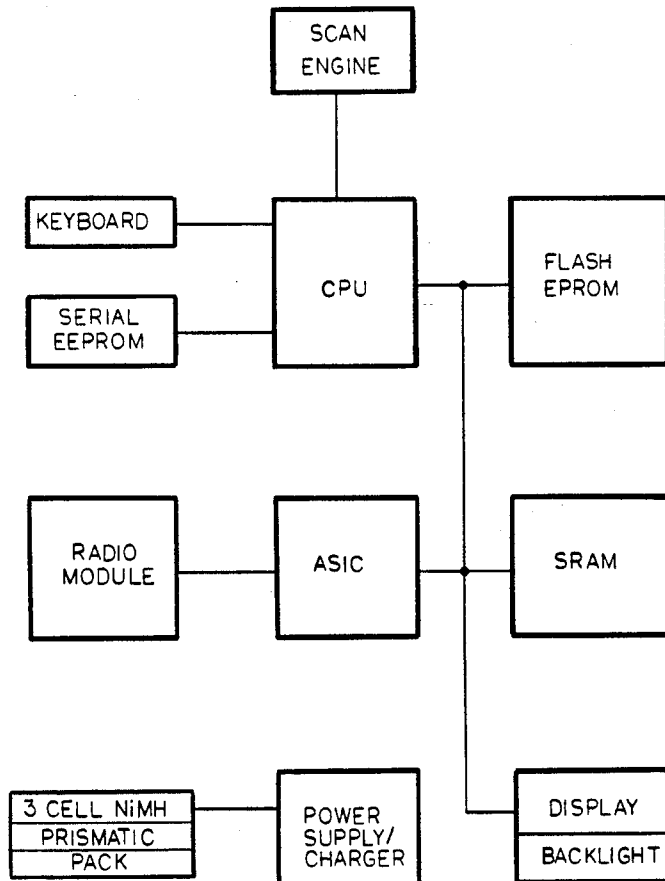 SCAN
ENGINE
KEYBOARD
CPU
FLASH
EPROM
SERIAL
EEPROM
RADIO
MODULE
ASIC
SRAM
3 CELL NiMH
PRISMATIC
PACK
POWER
SUPPLY/
CHARGER
DISPLAY
BACKLIGHT